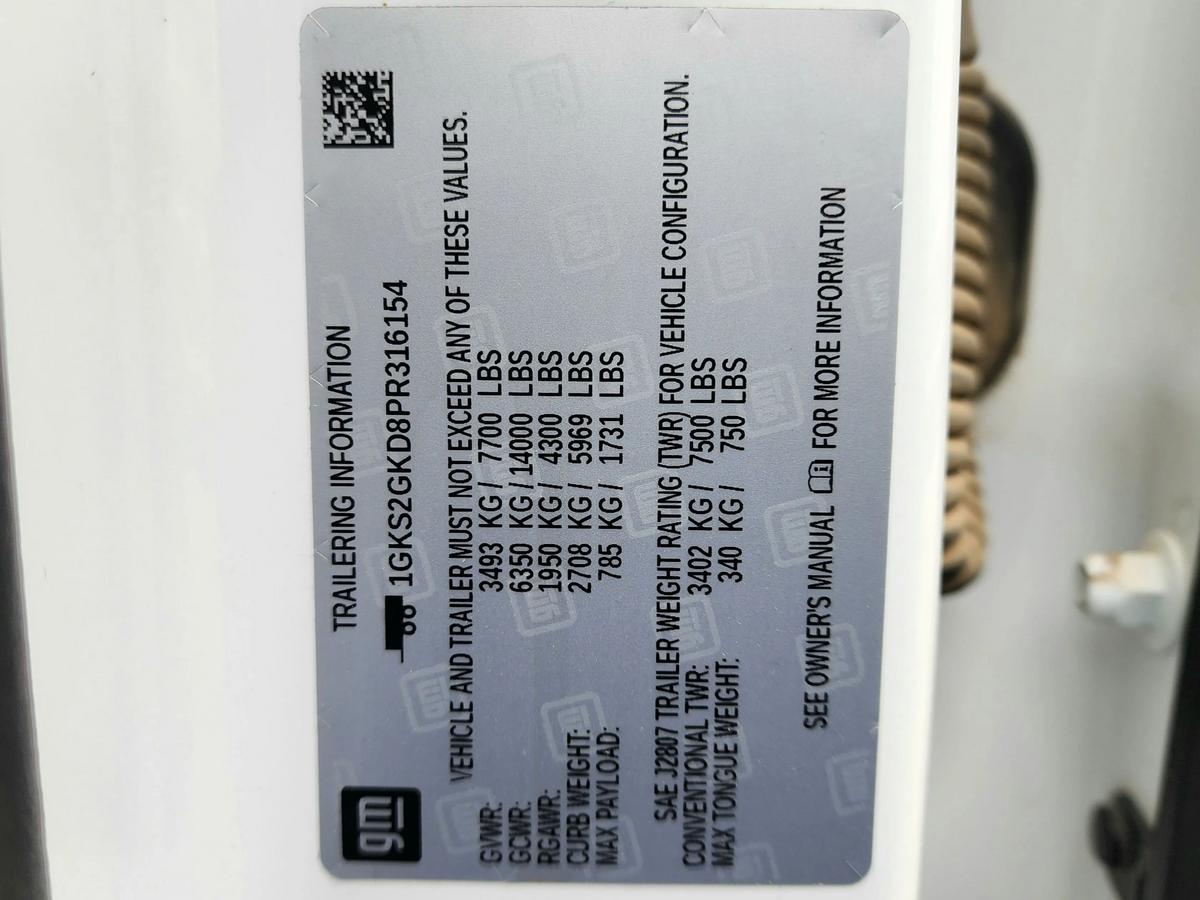 gm
TRAILERING INFORMATION
1GKS2GKD8PR316154
VEHICLE AND TRAILER MUST NOT EXCEED ANY OF THESE VALUES.
GVWR: 3493 KG / 7700 LBS
GCWR: 6350 KG / 14000 LBS
RGAWR: 1950 KG / 4300 LBS
CURB WEIGHT: 2708 KG / 5969 LBS
MAX PAYLOAD: 785 KG / 1731 LBS
SAE J2807 TRAILER WEIGHT RATING (TWR) FOR VEHICLE CONFIGURATION.
CONVENTIONAL TWR: 3402 KG / 7500 LBS
MAX TONGUE WEIGHT: 340 KG / 750 LBS
SEE OWNER'S MANUAL FOR MORE INFORMATION